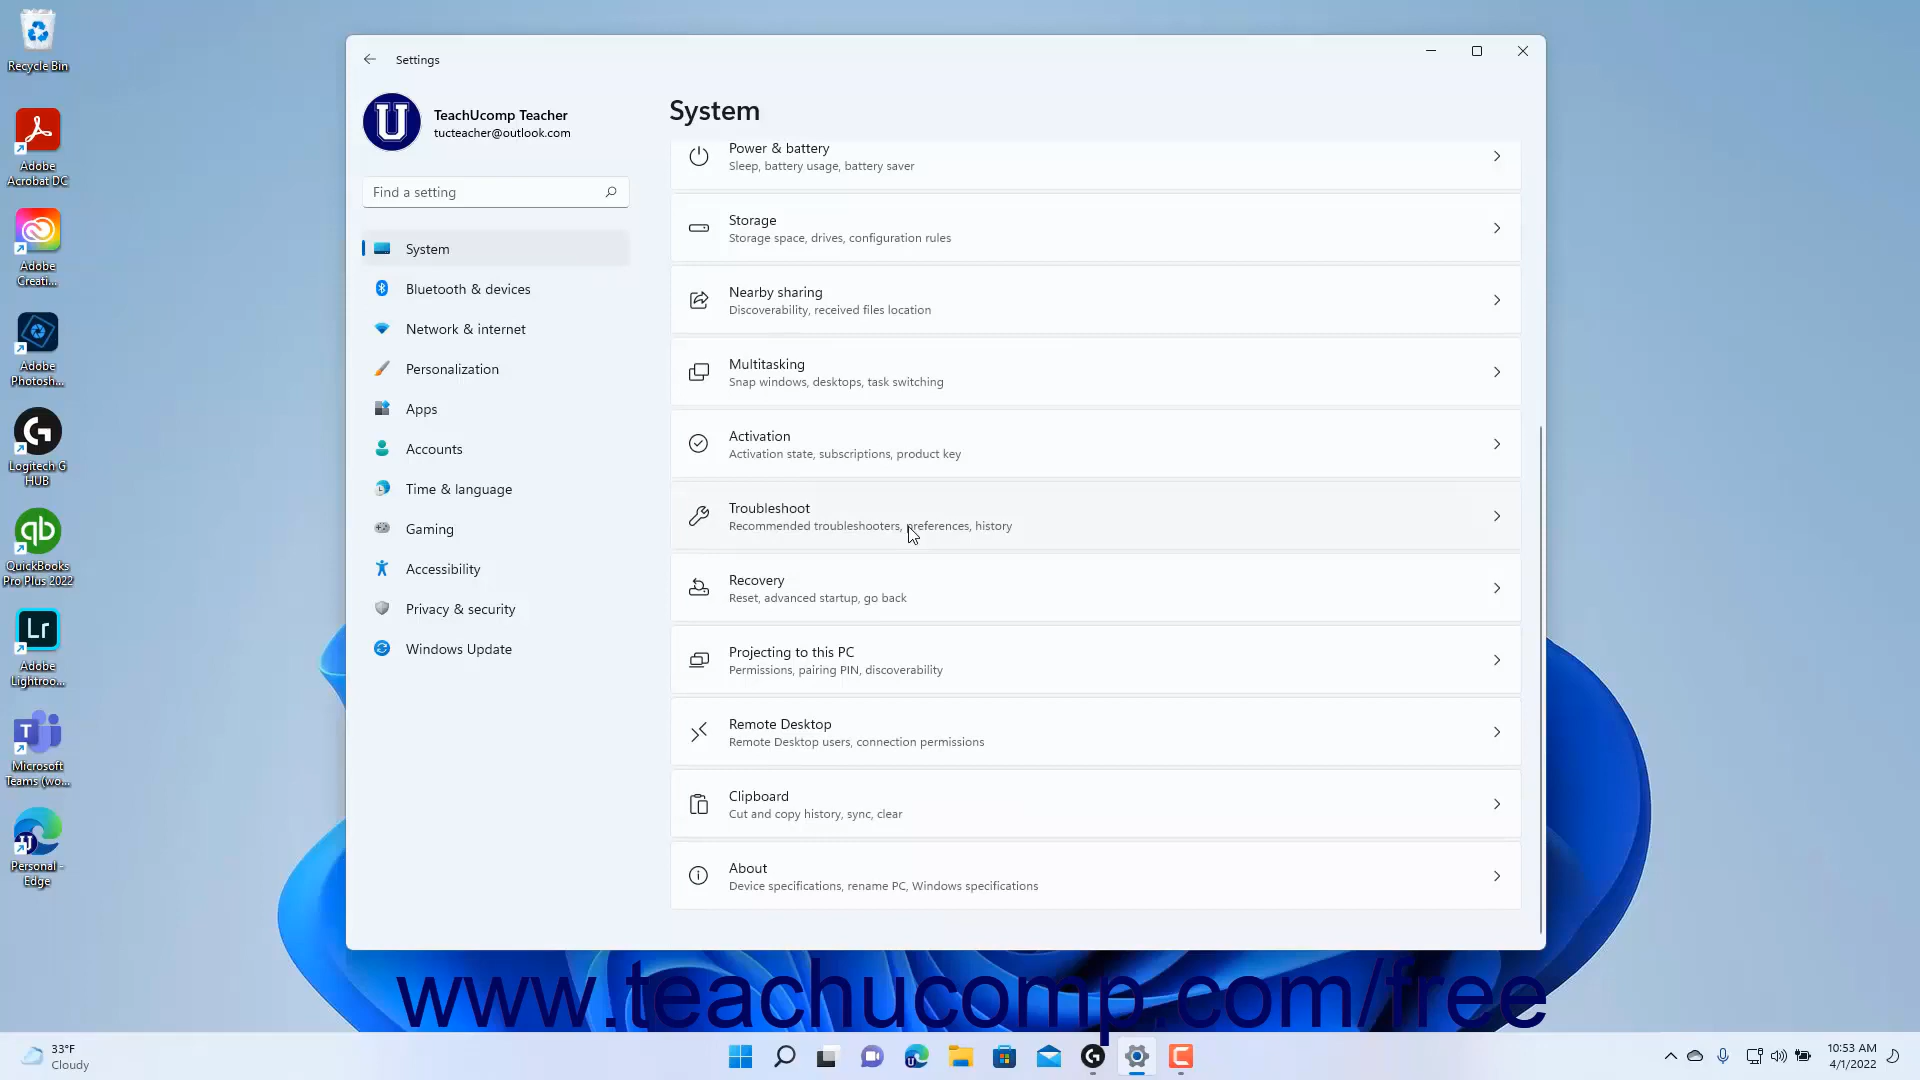 Recycle Bin
Adobe
Acrobat DC
Adobe
Creati...
Adobe
Photosh...
Logitech G
HUB
QuickBooks
Pro Plus 2022
Lr
Adobe
Lightroo...
Microsoft
Teams (wo...
Personal -
Edge
Settings
TeachUcomp Teacher
tucteacher@outlook.com
Find a setting
System
Bluetooth & devices
Network & internet
Personalization
Apps
Accounts
Time & language
Gaming
Accessibility
Privacy & security
Windows Update
System
Power & battery
Sleep, battery usage, battery saver
Storage
Storage space, drives, configuration rules
Nearby sharing
Discoverability, received files location
Multitasking
Snap windows, desktops, task switching
Activation
Activation state, subscriptions, product key
Troubleshoot
Recommended troubleshooters, preferences, history
Recovery
Reset, advanced startup, go back
Projecting to this PC
Permissions, pairing PIN, discoverability
Remote Desktop
Remote Desktop users, connection permissions
Clipboard
Cut and copy history, sync, clear
About
Device specifications, rename PC, Windows specifications
www.teachucomp.com/free
33°F
Cloudy
10:53 AM
4/1/2022